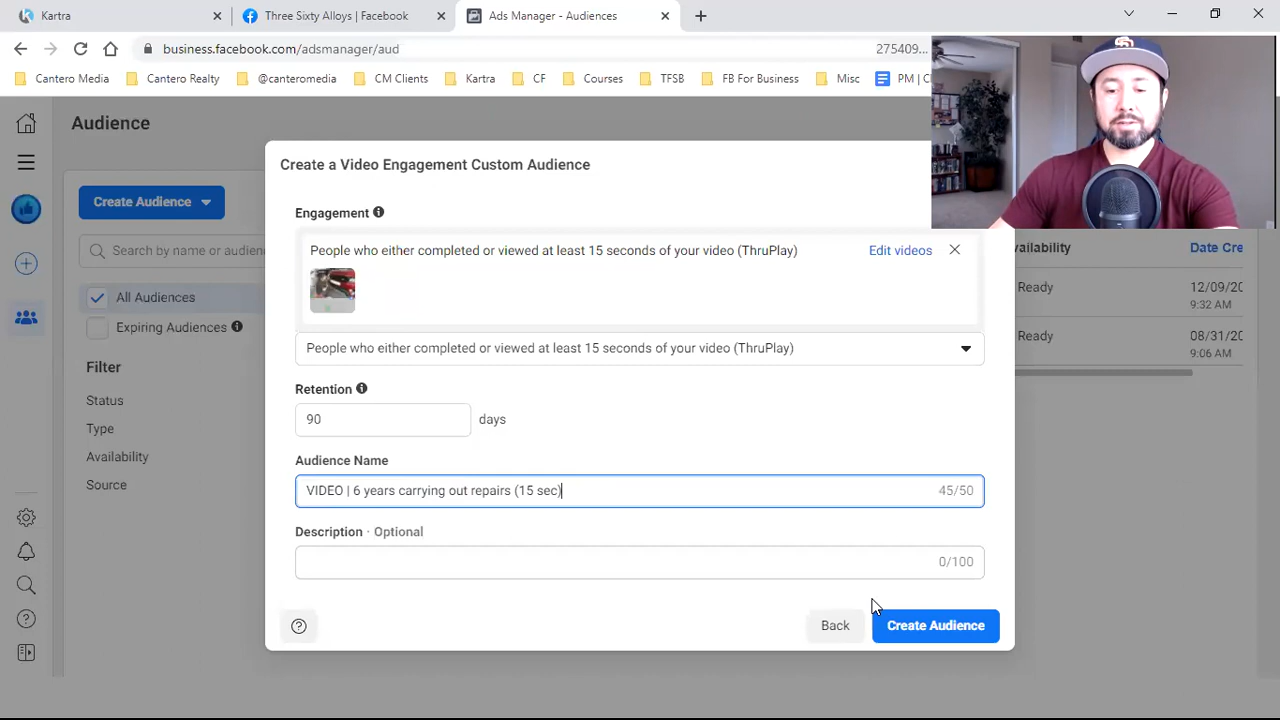 Kartra
Three Sixty Alloys | Facebook
Ads Manager - Audiences
business.facebook.com/adsmanager/aud
275409...
Cantero Media
Cantero Realty
@canteromedia
CM Clients
Kartra
CF
Courses
TFSB
FB For Business
Misc
PM | C
Audience
Create a Video Engagement Custom Audience
Create Audience
Engagement
Search by name or audien
People who either completed or viewed at least 15 seconds of your video (ThruPlay)
Edit videos
vailability
Date Cre
All Audiences
Ready
12/09/20
9:32 AM
Expiring Audiences
Ready
08/31/20
9:06 AM
People who either completed or viewed at least 15 seconds of your video (ThruPlay)
Filter
Retention
Status
90
days
Type
Availability
Audience Name
Source
VIDEO | 6 years carrying out repairs (15 sec)
45/50
Description · Optional
0/100
Back
Create Audience